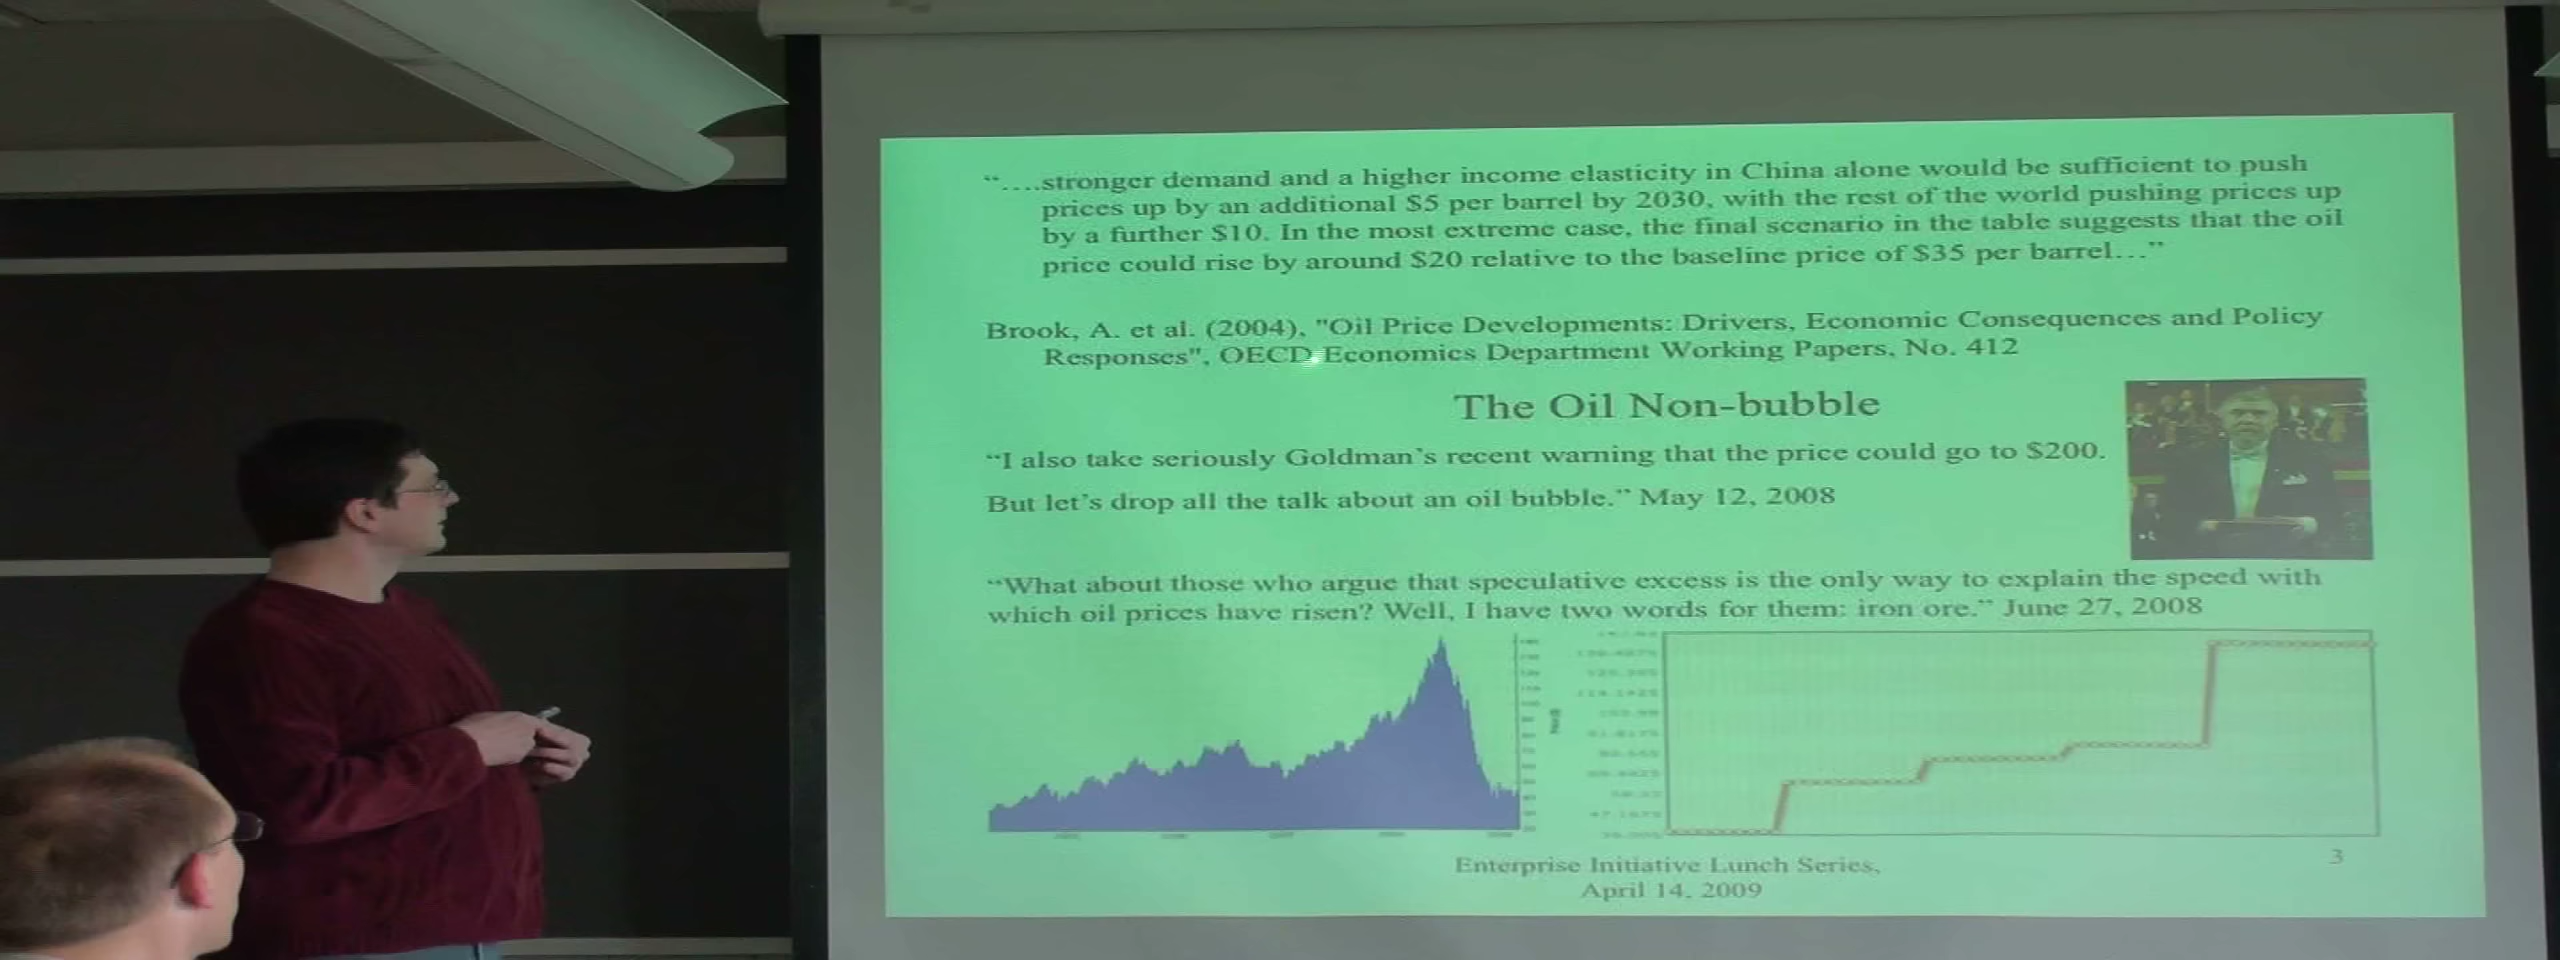 “....stronger demand and a higher income elasticity in China alone would be sufficient to push
prices up by an additional $5 per barrel by 2030, with the rest of the world pushing prices up
by a further $10. In the most extreme case, the final scenario in the table suggests that the oil
price could rise by around $20 relative to the baseline price of $35 per barrel…”
Brook, A. et al. (2004), "Oil Price Developments: Drivers, Economic Consequences and Policy
Responses", OECD Economics Department Working Papers, No. 412
The Oil Non-bubble
“I also take seriously Goldman’s recent warning that the price could go to $200.
But let’s drop all the talk about an oil bubble.” May 12, 2008
“What about those who argue that speculative excess is the only way to explain the speed with
which oil prices have risen? Well, I have two words for them: iron ore.” June 27, 2008
Enterprise Initiative Lunch Series,
April 14, 2009
3